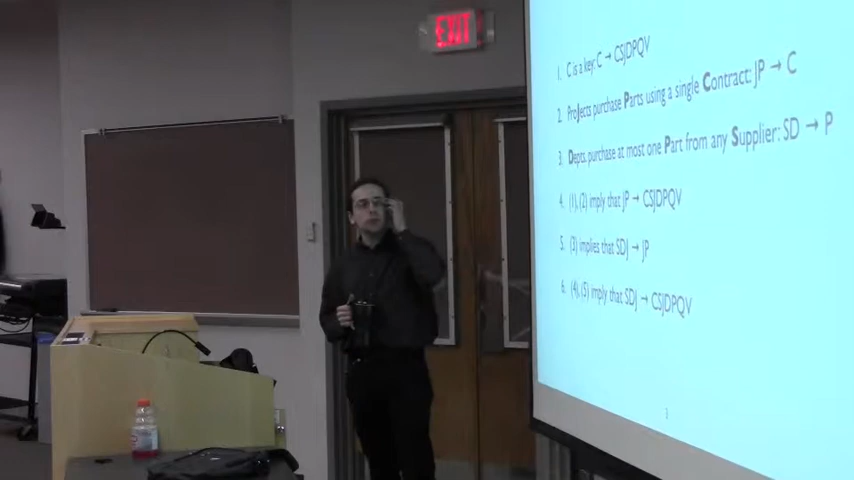 EXIT
1. C is a key: C → CSJDPQV
2. ProJects purchase Parts using a single Contract: JP → C
3. Depts. purchase at most one Part from any Supplier: SD → P
4. (1), (2) imply that JP → CSJDPQV
5. (3) implies that SDJ → JP
6. (4), (5) imply that SDJ → CSJDPQV